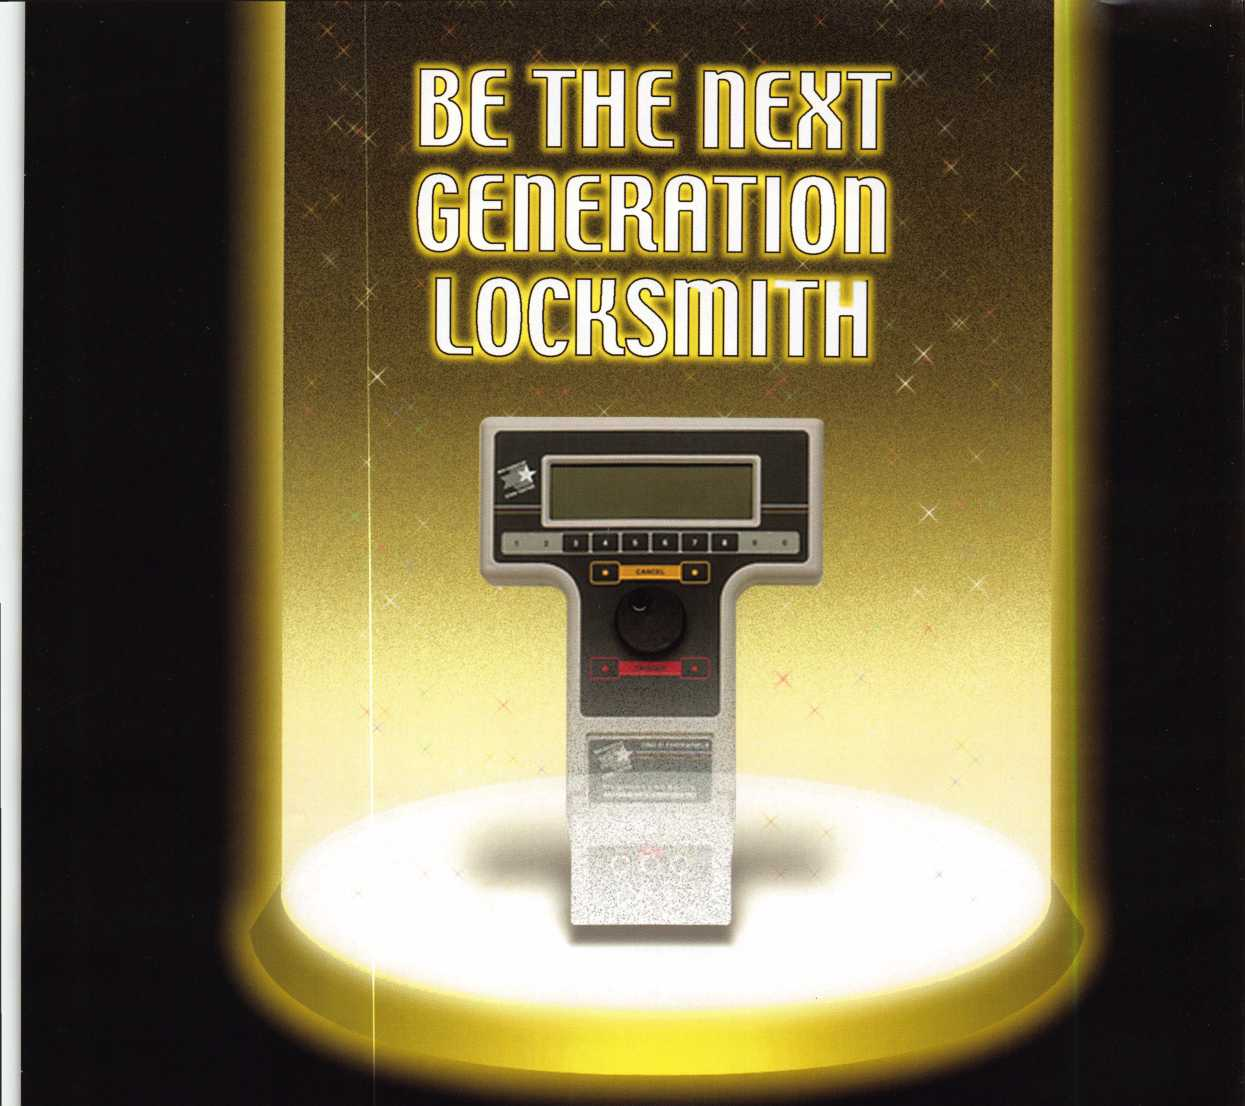 BE THE NEXT
GENERATION
LOCKSMITH
1 2 3 4 5 6 7 8 9 0
CANCEL